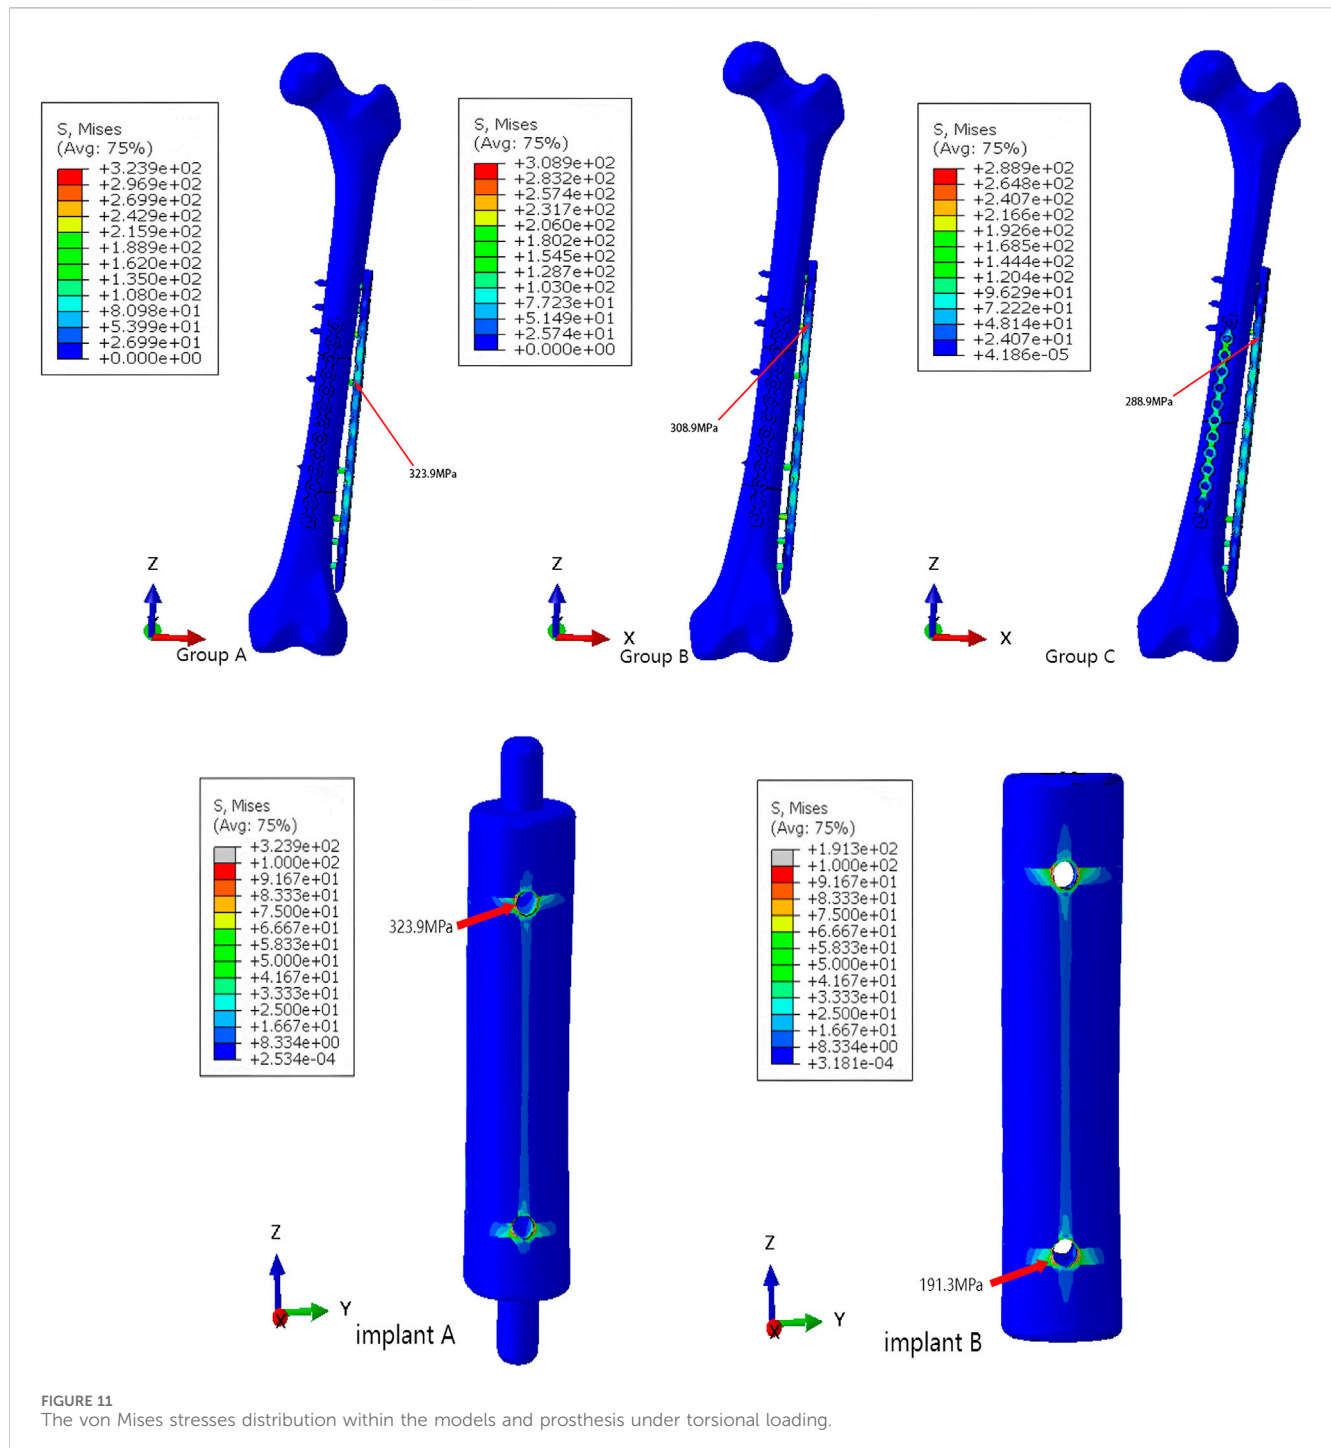 S, Mises
(Avg: 75%)
+3.239e+02
+2.969e+02
+2.699e+02
+2.429e+02
+2.159e+02
+1.889e+02
+1.620e+02
+1.350e+02
+1.080e+02
+8.098e+01
+5.399e+01
+2.699e+01
+0.000e+00
323.9MPa
Z
Group A
S, Mises
(Avg: 75%)
+3.089e+02
+2.832e+02
+2.574e+02
+2.317e+02
+2.060e+02
+1.802e+02
+1.545e+02
+1.287e+02
+1.030e+02
+7.723e+01
+5.149e+01
+2.574e+01
+0.000e+00
308.9MPa
Z
X
Group B
S, Mises
(Avg: 75%)
+2.889e+02
+2.648e+02
+2.407e+02
+2.166e+02
+1.926e+02
+1.685e+02
+1.444e+02
+1.204e+02
+9.629e+01
+7.222e+01
+4.814e+01
+2.407e+01
+4.186e-05
288.9MPa
Z
X
Group C
S, Mises
(Avg: 75%)
+3.239e+02
+1.000e+02
+9.167e+01
+8.333e+01
+7.500e+01
+6.667e+01
+5.833e+01
+5.000e+01
+4.167e+01
+3.333e+01
+2.500e+01
+1.667e+01
+8.334e+00
+2.534e-04
323.9MPa
Z
Y
X
implant A
S, Mises
(Avg: 75%)
+1.913e+02
+1.000e+02
+9.167e+01
+8.333e+01
+7.500e+01
+6.667e+01
+5.833e+01
+5.000e+01
+4.167e+01
+3.333e+01
+2.500e+01
+1.667e+01
+8.334e+00
+3.181e-04
191.3MPa
Z
Y
X
implant B
FIGURE 11
The von Mises stresses distribution within the models and prosthesis under torsional loading.